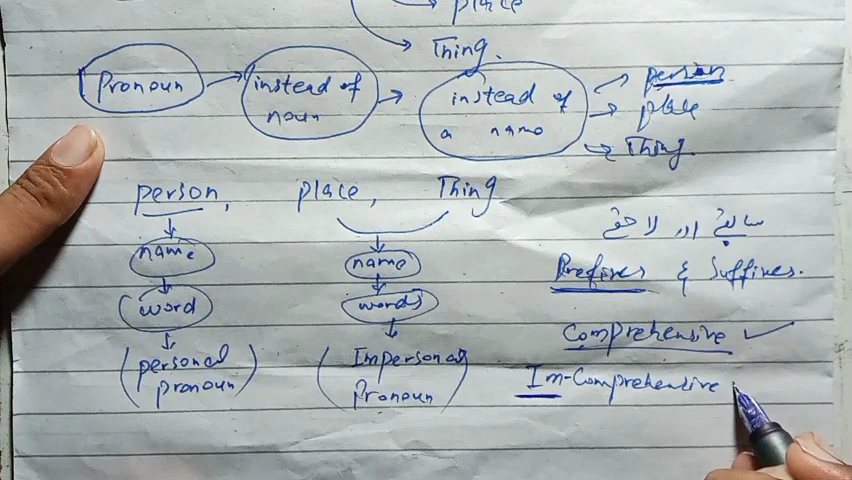 place
Thing.
Pronoun instead of noun instead of a name person
place
Thing
person, place, Thing
سابقے اور لاحقے
name name Prefixes & Suffixes.
word words
Comprehensive
(personal pronoun) (Impersonal Pronoun)
Im-Comprehensive